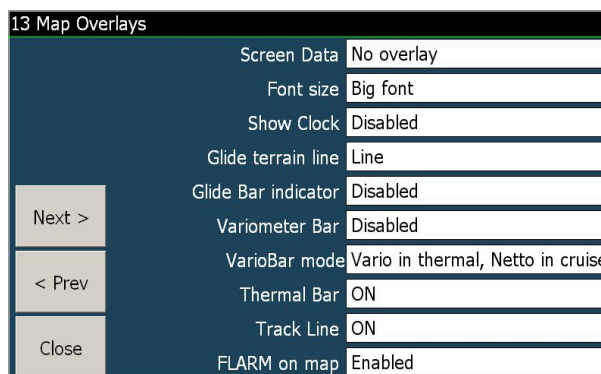 13 Map Overlays
Screen Data No overlay
Font size Big font
Show Clock Disabled
Glide terrain line Line
Glide Bar indicator Disabled
Next >
Variometer Bar Disabled
VarioBar mode Vario in thermal, Netto in cruise
< Prev
Thermal Bar ON
Track Line ON
Close
FLARM on map Enabled